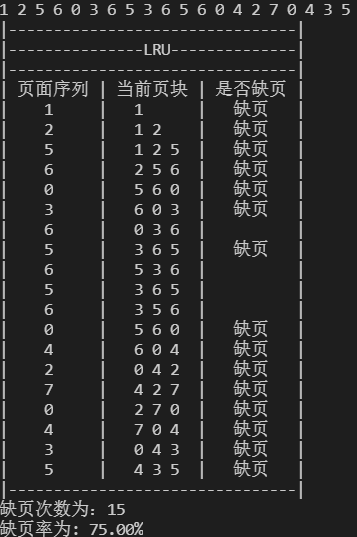 1 2 5 6 0 3 6 5 3 6 5 6 0 4 2 7 0 4 3 5
|-----------------------------|
|--------------LRU------------|
|-----------------------------|
| 页面序列 | 当前页块 | 是否缺页 |
| 1 | 1 | 缺页 |
| 2 | 1 2 | 缺页 |
| 5 | 1 2 5 | 缺页 |
| 6 | 2 5 6 | 缺页 |
| 0 | 5 6 0 | 缺页 |
| 3 | 6 0 3 | 缺页 |
| 6 | 0 3 6 | |
| 5 | 3 6 5 | 缺页 |
| 6 | 5 3 6 | |
| 5 | 3 6 5 | |
| 6 | 3 5 6 | |
| 0 | 5 6 0 | 缺页 |
| 4 | 6 0 4 | 缺页 |
| 2 | 0 4 2 | 缺页 |
| 7 | 4 2 7 | 缺页 |
| 0 | 2 7 0 | 缺页 |
| 4 | 7 0 4 | 缺页 |
| 3 | 0 4 3 | 缺页 |
| 5 | 4 3 5 | 缺页 |
|-----------------------------|
缺页次数为: 15
缺页率为: 75.00%